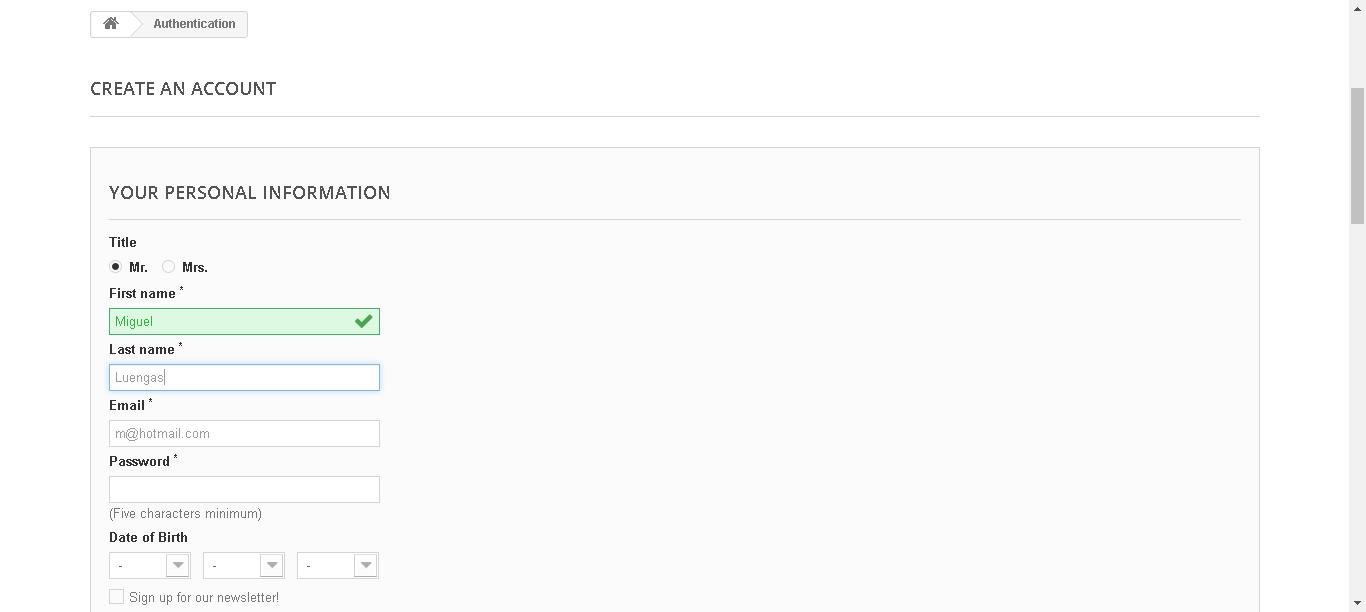 Authentication
CREATE AN ACCOUNT
YOUR PERSONAL INFORMATION
Title
Mr. Mrs.
First name *
Miguel
Last name *
Luengas
Email *
m@hotmail.com
Password *
(Five characters minimum)
Date of Birth
- - -
Sign up for our newsletter!